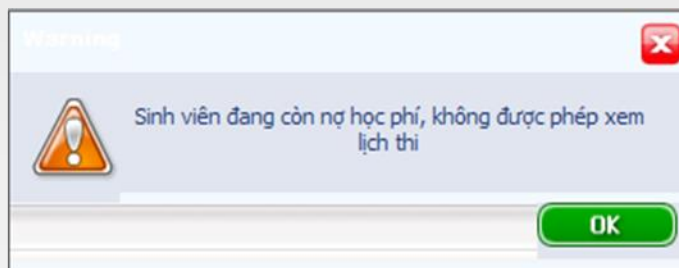 Warning
Sinh viên đang còn nợ học phí, không được phép xem
lịch thi
OK